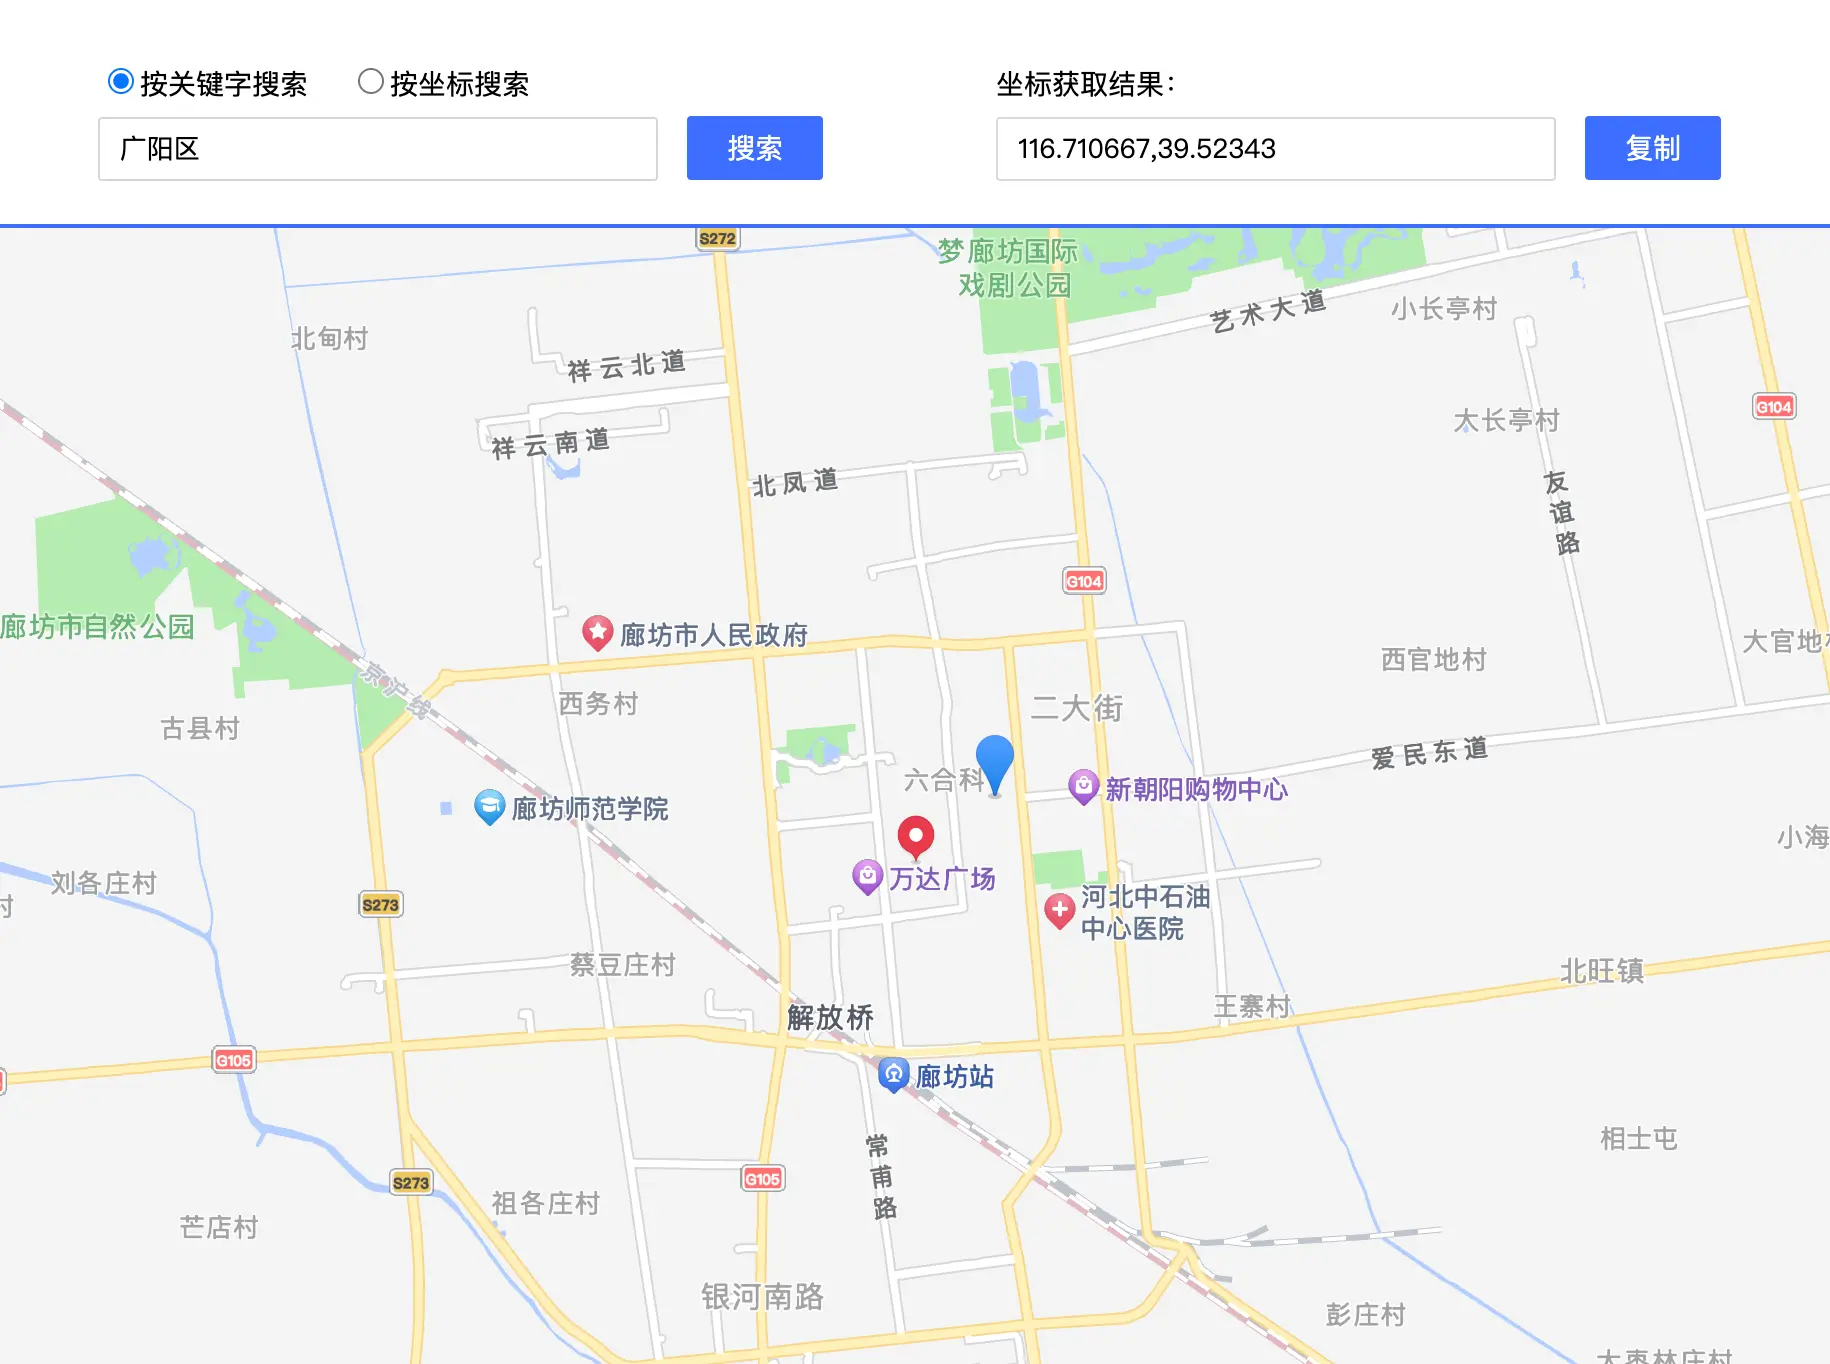 按关键字搜索
按坐标搜索
坐标获取结果：
广阳区
搜索
116.710667,39.52343
复制
S272
梦廊坊国际
戏剧公园
艺术大道
小长亭村
北甸村
祥云北道
G104
大长亭村
祥云南道
北凤道
友谊路
G104
廊坊市自然公园
廊坊市人民政府
大官地
西官地村
京沪线
西务村
二大街
古县村
爱民东道
六合科
新朝阳购物中心
廊坊师范学院
小海
万达广场
刘各庄村
村
S273
河北中石油
中心医院
蔡豆庄村
北旺镇
王寨村
解放桥
G105
廊坊站
相士屯
常甫路
G105
S273
祖各庄村
芒店村
银河南路
彭庄村
大枣林庄村